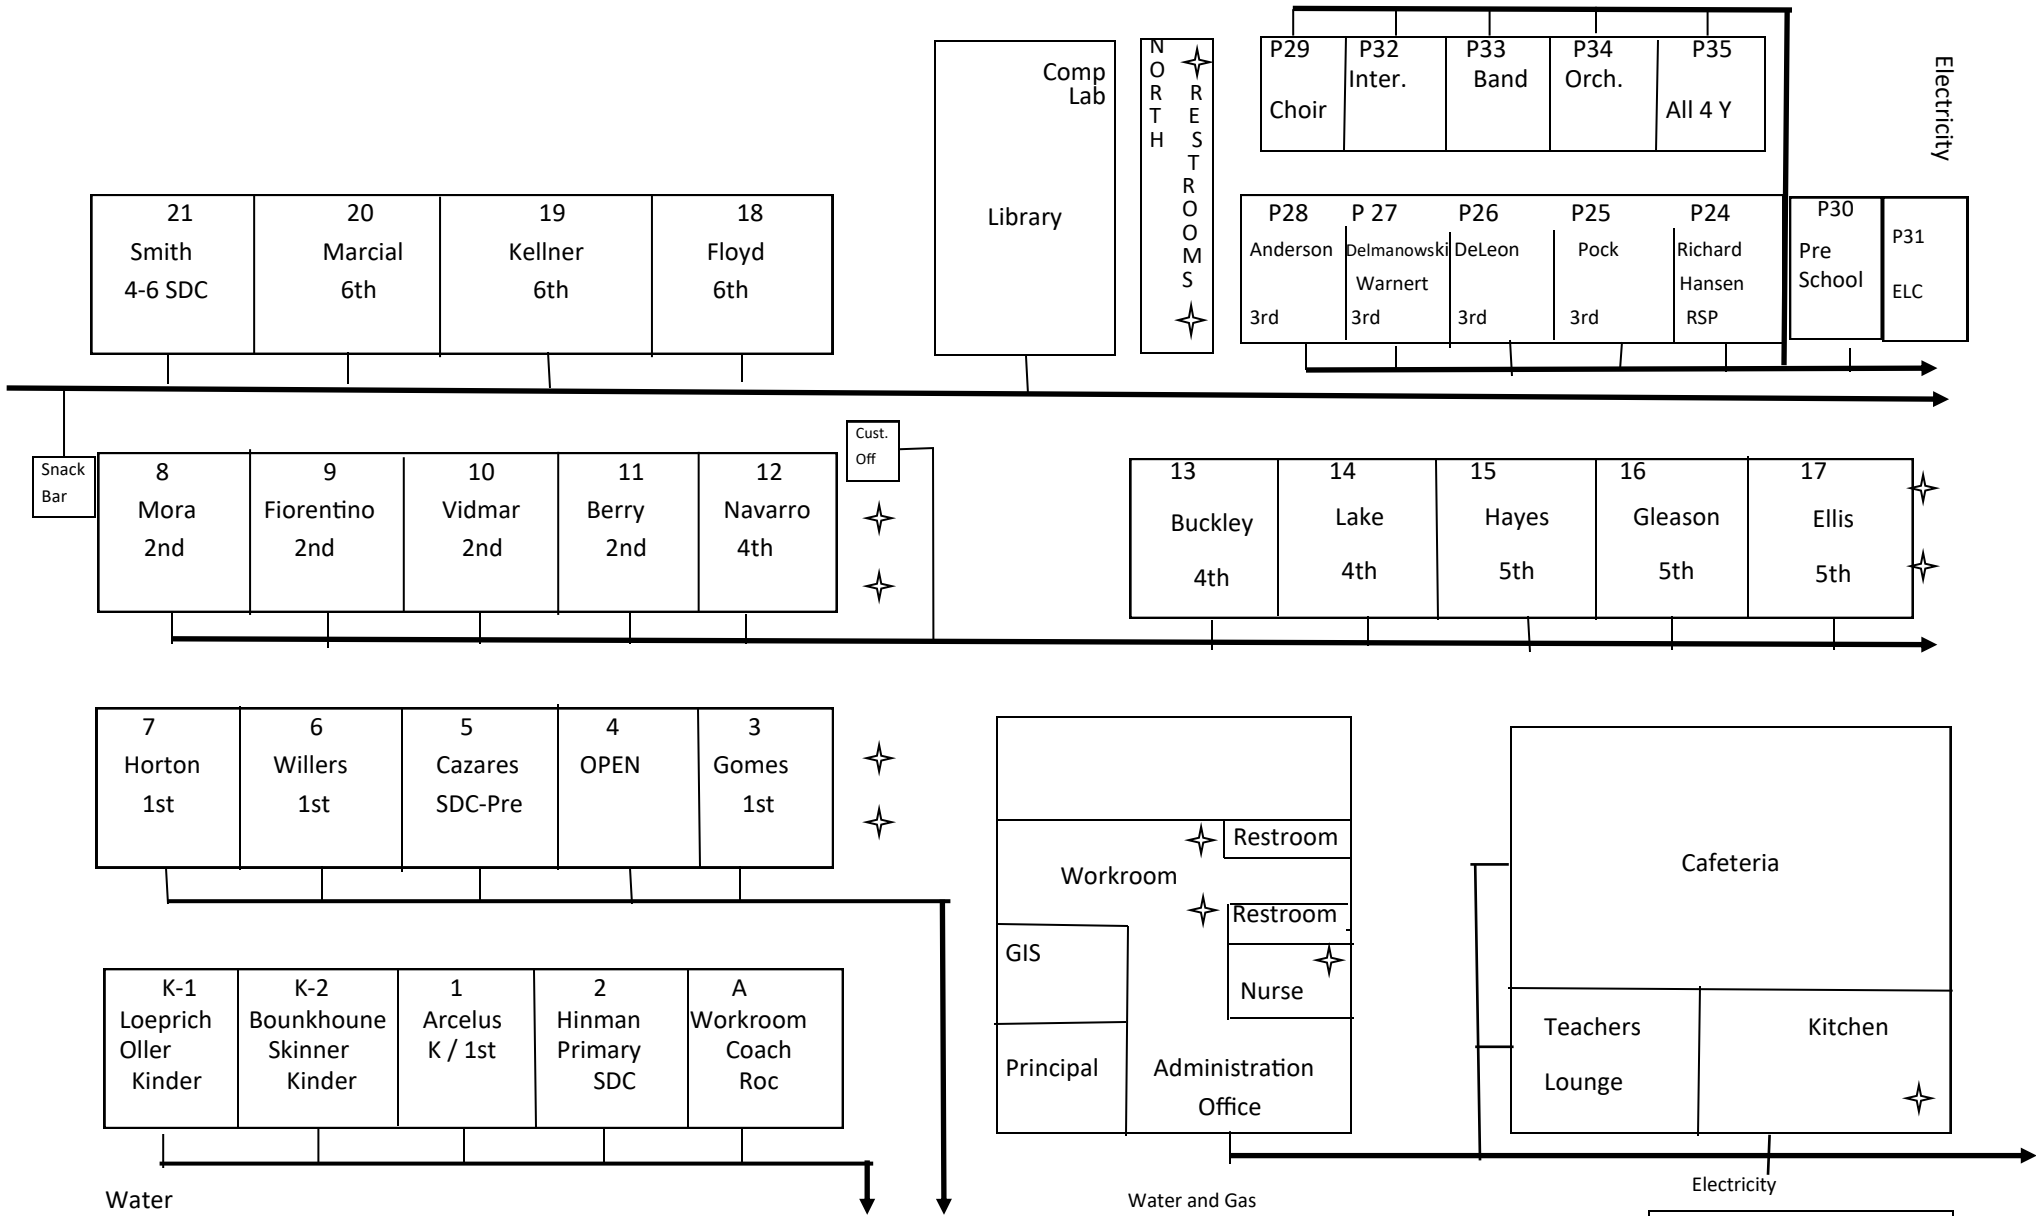 P29
Choir
P32
Inter.
P33
Band
P34
Orch.
P35
All 4 Y
Electricity
Comp
Lab
Library
NORTH
RESTROOMS
21
Smith
4-6 SDC
20
Marcial
6th
19
Kellner
6th
18
Floyd
6th
P28
Anderson
3rd
P 27
Delmanowski
Warnert
3rd
P26
DeLeon
3rd
P25
Pock
3rd
P24
Richard
Hansen
RSP
P30
Pre
School
P31
ELC
Snack
Bar
8
Mora
2nd
9
Fiorentino
2nd
10
Vidmar
2nd
11
Berry
2nd
12
Navarro
4th
Cust.
Off
13
Buckley
4th
14
Lake
4th
15
Hayes
5th
16
Gleason
5th
17
Ellis
5th
7
Horton
1st
6
Willers
1st
5
Cazares
SDC-Pre
4
OPEN
3
Gomes
1st
Restroom
Workroom
Restroom
GIS
Nurse
Principal
Administration
Office
Cafeteria
Teachers
Lounge
Kitchen
K-1
Loeprich
Oller
Kinder
K-2
Bounkhoune
Skinner
Kinder
1
Arcelus
K / 1st
2
Hinman
Primary
SDC
A
Workroom
Coach
Roc
Water
Water and Gas
Electricity